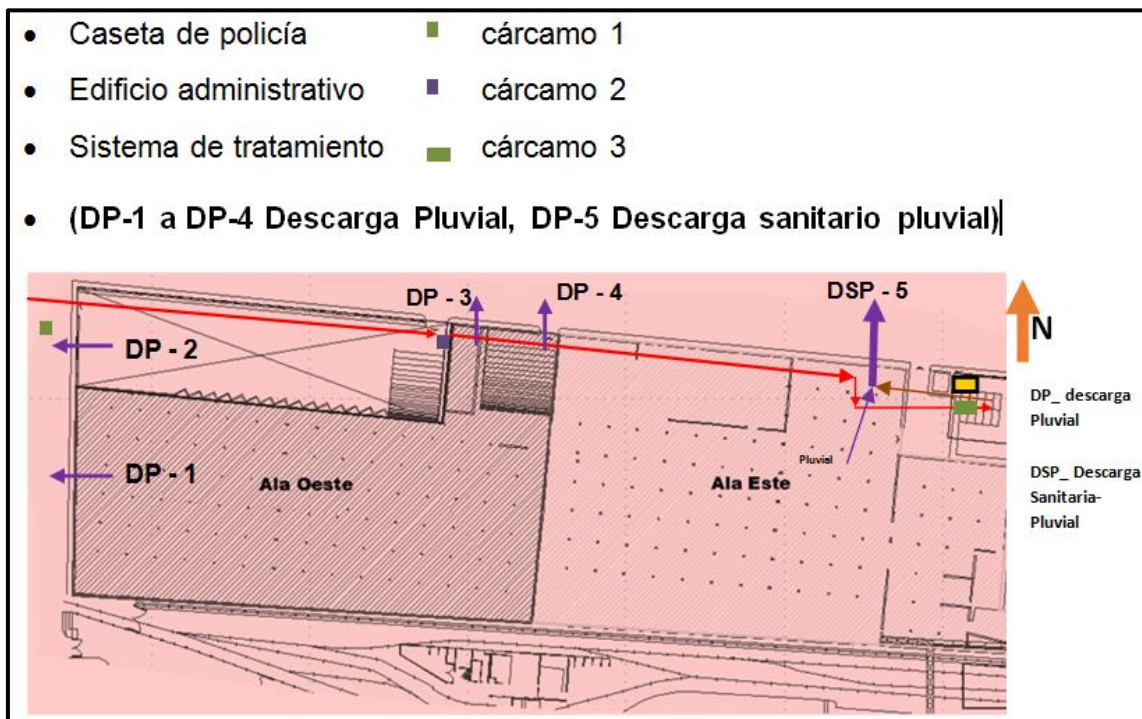 • Caseta de policía cárcamo 1
• Edificio administrativo cárcamo 2
• Sistema de tratamiento cárcamo 3
• (DP-1 a DP-4 Descarga Pluvial, DP-5 Descarga sanitario pluvial)
DP - 3
DP - 4
DSP - 5
N
DP - 2
DP_ descarga
Pluvial
Pluvial
DP - 1
Ala Oeste
Ala Este
DSP_ Descarga
Sanitaria-
Pluvial